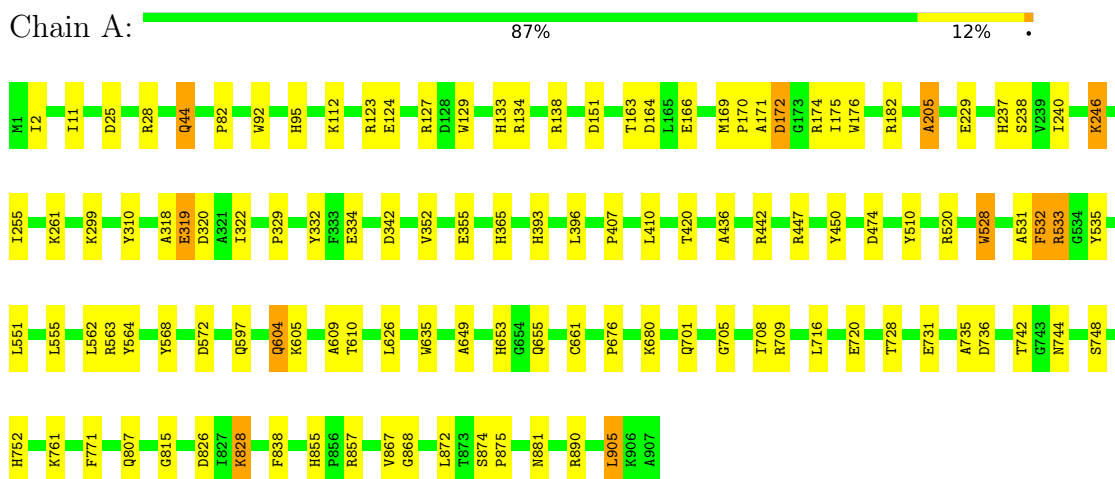 Chain A:
87% 12% •
M1 I2 I11 D25 R28 Q44 P82 W92 H95 K112 R123 E124 R127 D128 W129 H133 R134 R138 D151 T163 D164 L165 E166 M169 P170 A171 D172 G173 R174 I175 W176 R182 A205 E229 H237 S238 V239 I240 K246
I255 K261 K299 Y310 A318 E319 D320 A321 I322 P329 Y332 F333 E334 D342 V352 E355 H365 H393 L396 P407 L410 T420 A436 R442 R447 Y450 D474 Y510 R520 W528 A531 F532 R533 G534 Y535
L551 L555 L562 R563 Y564 Y568 D572 Q597 Q604 K605 A609 T610 L626 W635 A649 H653 G654 Q655 C661 P676 K680 Q701 G705 I708 R709 L716 E720 T728 E731 A735 D736 T742 G743 N744 S748
H752 K761 F771 Q807 G815 D826 I827 K828 F838 H855 P856 R857 V867 G868 L872 T873 S874 P875 N881 R890 L905 K906 A907